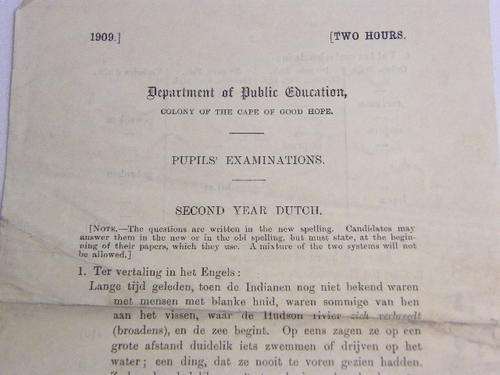 1909.] [TWO HOURS.
Department of Public Education,
COLONY OF THE CAPE OF GOOD HOPE.
PUPILS' EXAMINATIONS.
SECOND YEAR DUTCH.
[NOTE.—The questions are written in the new spelling. Candidates may
answer them in the new or in the old spelling, but must state, at the begin-
ning of their papers, which they use. A mixture of the two systems will not
be allowed.]
1. Ter vertaling in het Engels:
Lange tijd geleden, toen de Indianen nog niet bekend waren
met mensen met blanke huid, waren sommige van hen
aan het vissen, waar de Hudson rivier zich verbreedt
(broadens), en de zee begint. Op eens zagen ze op een
grote afstand duidelik iets zwemmen of drijven op het
water; een ding, dat ze nooit te voren gezien hadden.